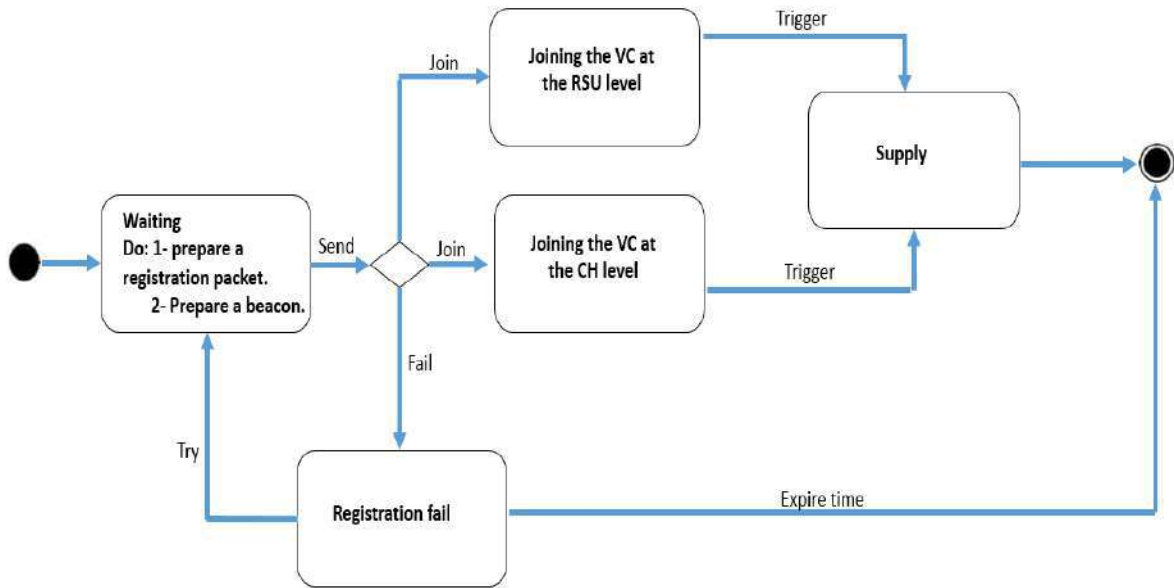 Trigger
Joining the VC at
the RSU level
Join
Supply
Waiting
Do: 1- prepare a
registration packet.
2- Prepare a beacon.
Send
Join
Joining the VC at
the CH level
Trigger
Fail
Try
Registration fail
Expire time